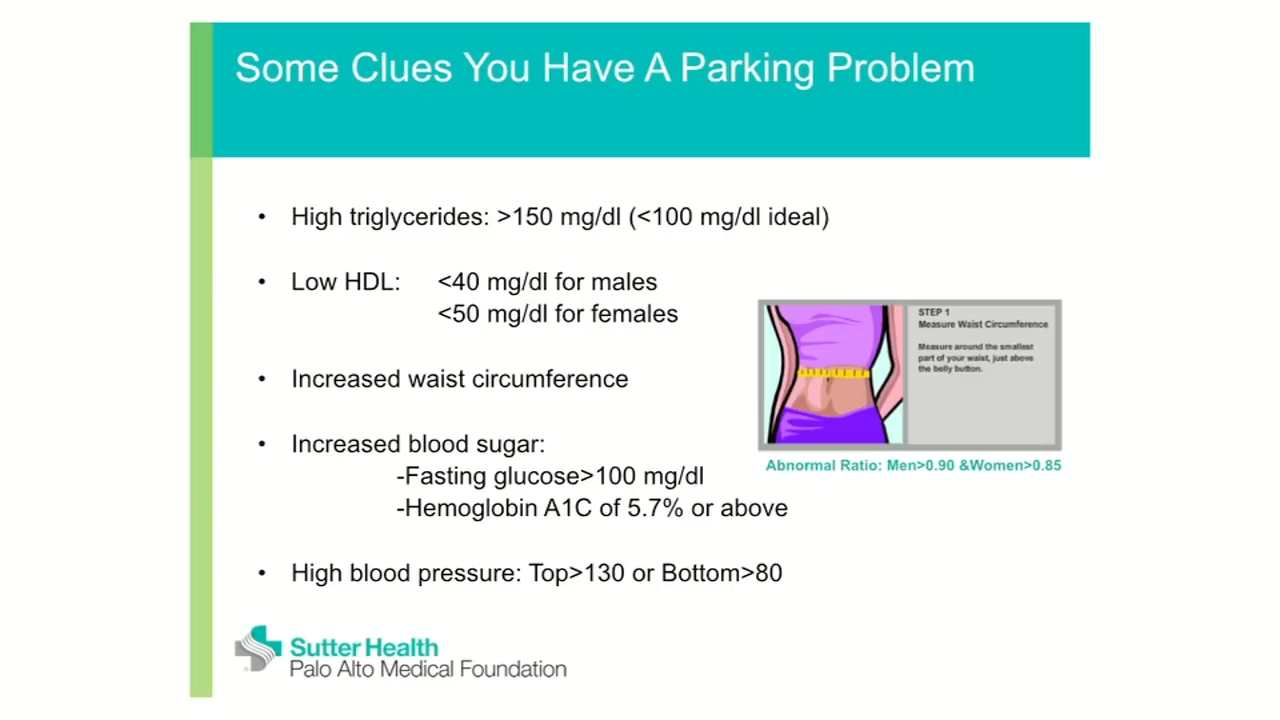 Some Clues You Have A Parking Problem
• High triglycerides: >150 mg/dl (<100 mg/dl ideal)
• Low HDL: <40 mg/dl for males
<50 mg/dl for females
• Increased waist circumference
• Increased blood sugar:
-Fasting glucose>100 mg/dl
-Hemoglobin A1C of 5.7% or above
• High blood pressure: Top>130 or Bottom>80
STEP 1
Measure Waist Circumference
Measure around the smallest
part of your waist, just above
the belly button.
Abnormal Ratio: Men>0.90 &Women>0.85
Sutter Health
Palo Alto Medical Foundation